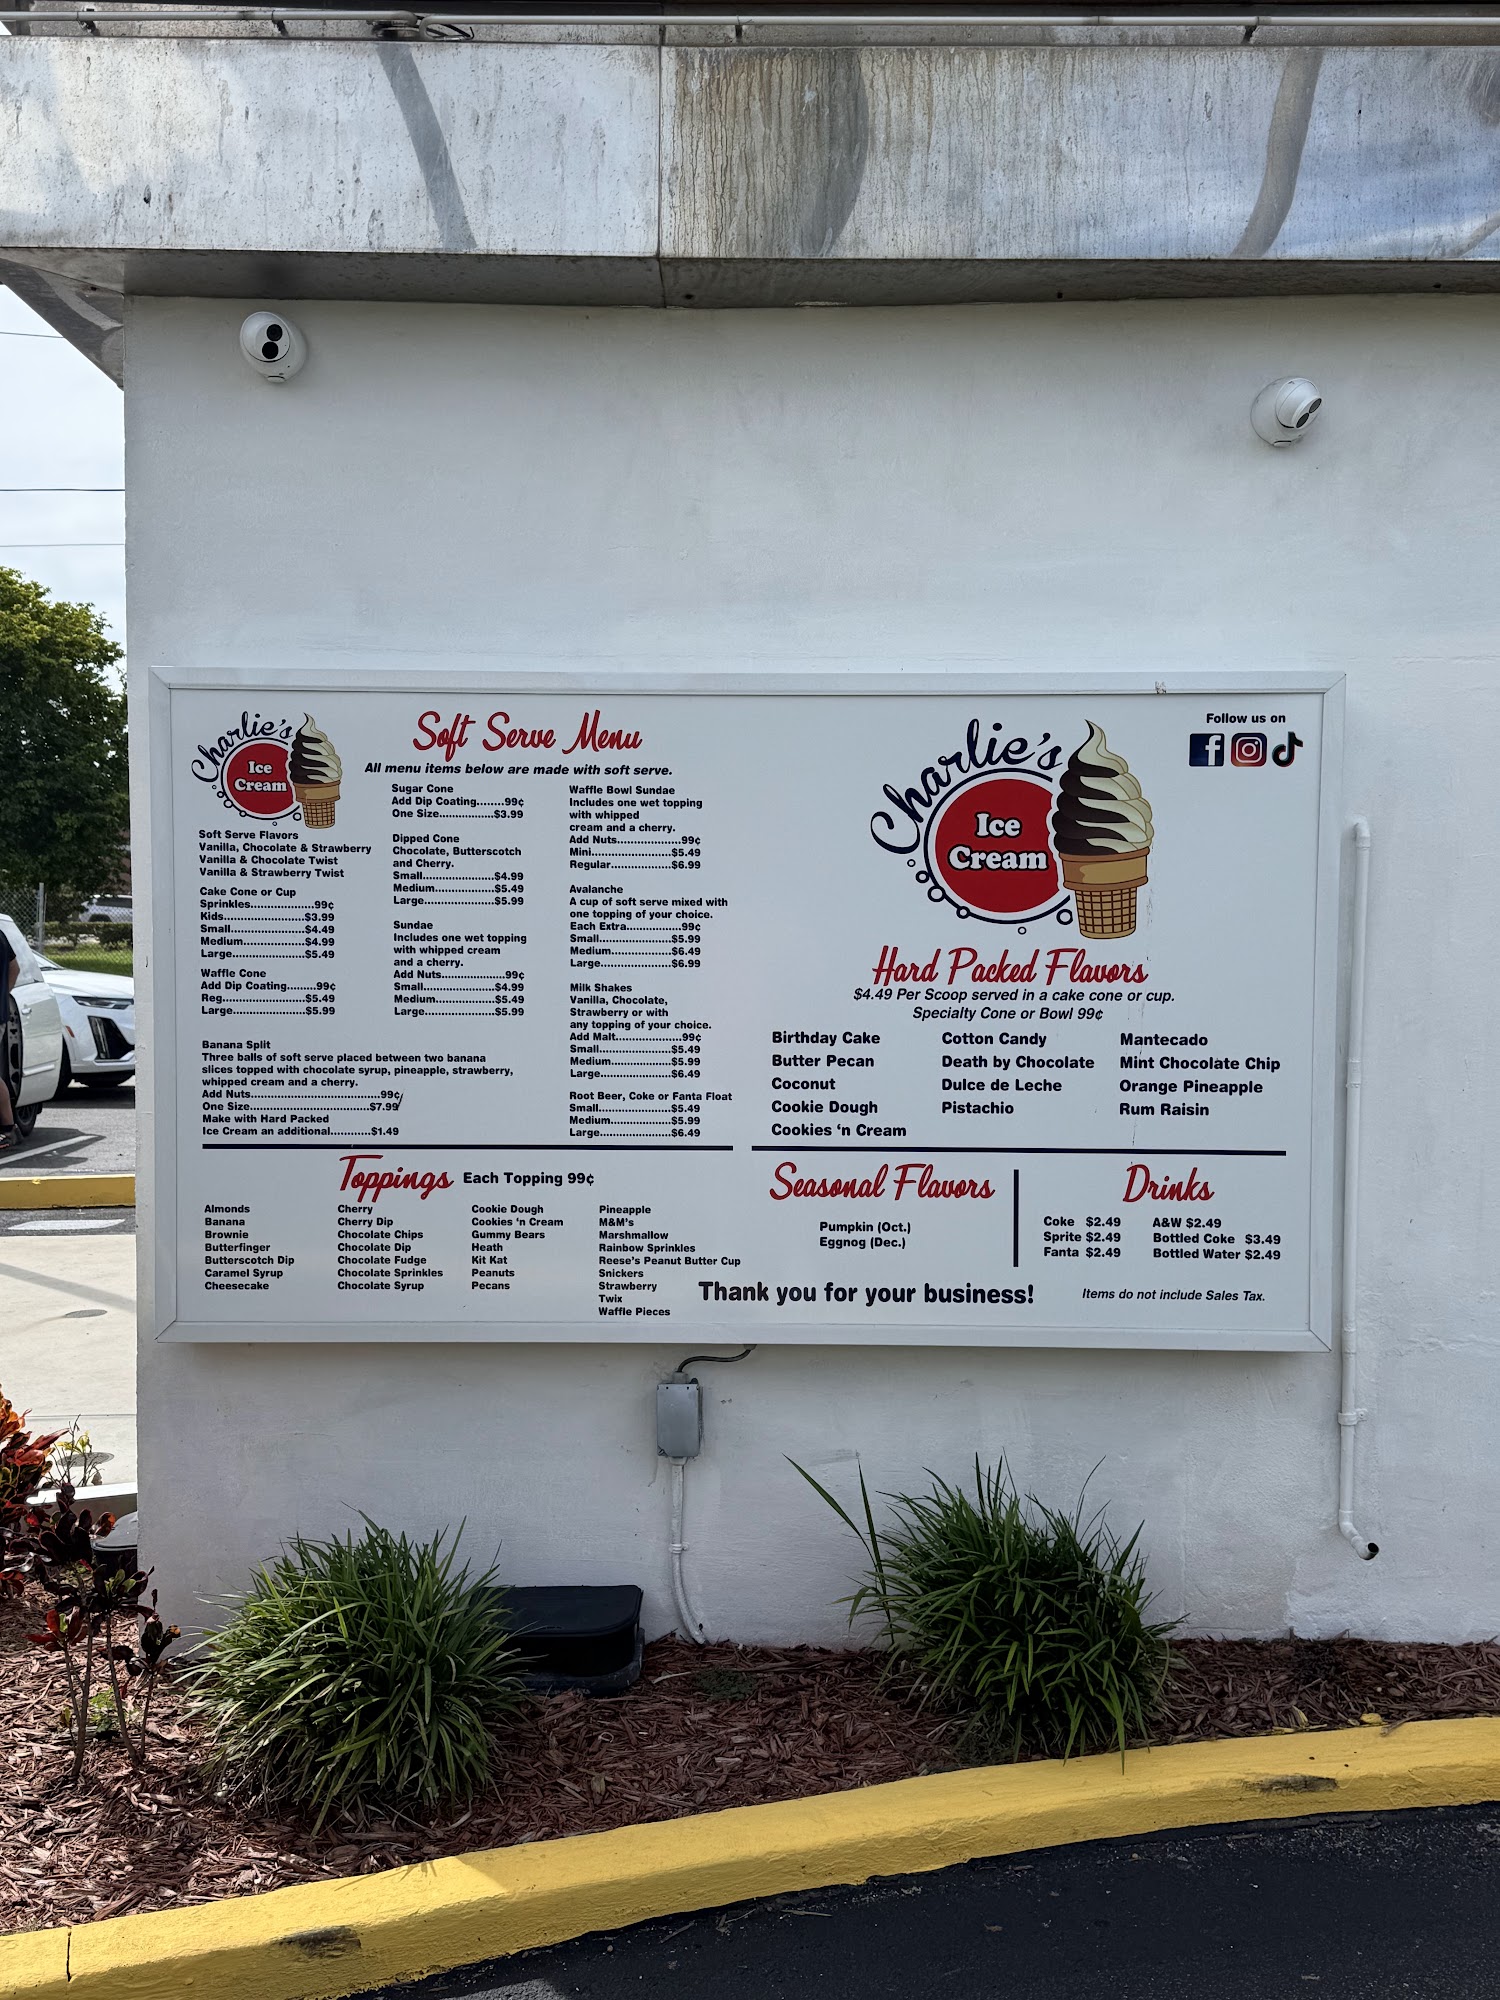 Charlie's
Ice
Cream
Soft Serve Menu
All menu items below are made with soft serve.
Soft Serve Flavors
Vanilla, Chocolate & Strawberry
Vanilla & Chocolate Twist
Vanilla & Strawberry Twist
Cake Cone or Cup
Sprinkles...............99¢
Kids........................$3.99
Small.......................$4.49
Medium..................$4.99
Large......................$5.49
Waffle Cone
Add Dip Coating.........99¢
Reg.........................$5.49
Large......................$5.99
Sugar Cone
Add Dip Coating........99¢
One Size................$3.99
Dipped Cone
Chocolate, Butterscotch
and Cherry.
Small.....................$4.99
Medium..................$5.49
Large.....................$5.99
Sundae
Includes one wet topping
with whipped cream
and a cherry.
Add Nuts................99¢
Small.....................$4.99
Medium..................$5.49
Large.....................$5.99
Waffle Bowl Sundae
Includes one wet topping
with whipped
cream and a cherry.
Add Nuts...................99¢
Mini........................$5.49
Regular...................$6.99
Avalanche
A cup of soft serve mixed with
one topping of your choice.
Each Extra................99¢
Small......................$5.99
Medium..................$6.49
Large.....................$6.99
Milk Shakes
Vanilla, Chocolate,
Strawberry or with
any topping of your choice.
Add Malt...................99¢
Small......................$5.49
Medium..................$5.99
Large.....................$6.49
Banana Split
Three balls of soft serve placed between two banana
slices topped with chocolate syrup, pineapple, strawberry,
whipped cream and a cherry.
Add Nuts.......................................99¢
One Size....................................$7.99
Make with Hard Packed
Ice Cream an additional............$1.49
Root Beer, Coke or Fanta Float
Small......................$5.49
Medium..................$5.99
Large.....................$6.49
Toppings Each Topping 99¢
Almonds
Banana
Brownie
Butterfinger
Butterscotch Dip
Caramel Syrup
Cheesecake
Cherry
Cherry Dip
Chocolate Chips
Chocolate Dip
Chocolate Fudge
Chocolate Sprinkles
Chocolate Syrup
Cookie Dough
Cookies 'n Cream
Gummy Bears
Heath
Kit Kat
Peanuts
Pecans
Pineapple
M&M's
Marshmallow
Rainbow Sprinkles
Reese's Peanut Butter Cup
Snickers
Strawberry
Twix
Waffle Pieces
Charlie's
Ice
Cream
Follow us on
Hard Packed Flavors
$4.49 Per Scoop served in a cake cone or cup.
Specialty Cone or Bowl 99¢
Birthday Cake
Butter Pecan
Coconut
Cookie Dough
Cookies 'n Cream
Cotton Candy
Death by Chocolate
Dulce de Leche
Pistachio
Mantecado
Mint Chocolate Chip
Orange Pineapple
Rum Raisin
Seasonal Flavors
Pumpkin (Oct.)
Eggnog (Dec.)
Drinks
Coke $2.49
Sprite $2.49
Fanta $2.49
A&W $2.49
Bottled Coke $3.49
Bottled Water $2.49
Thank you for your business!
Items do not include Sales Tax.